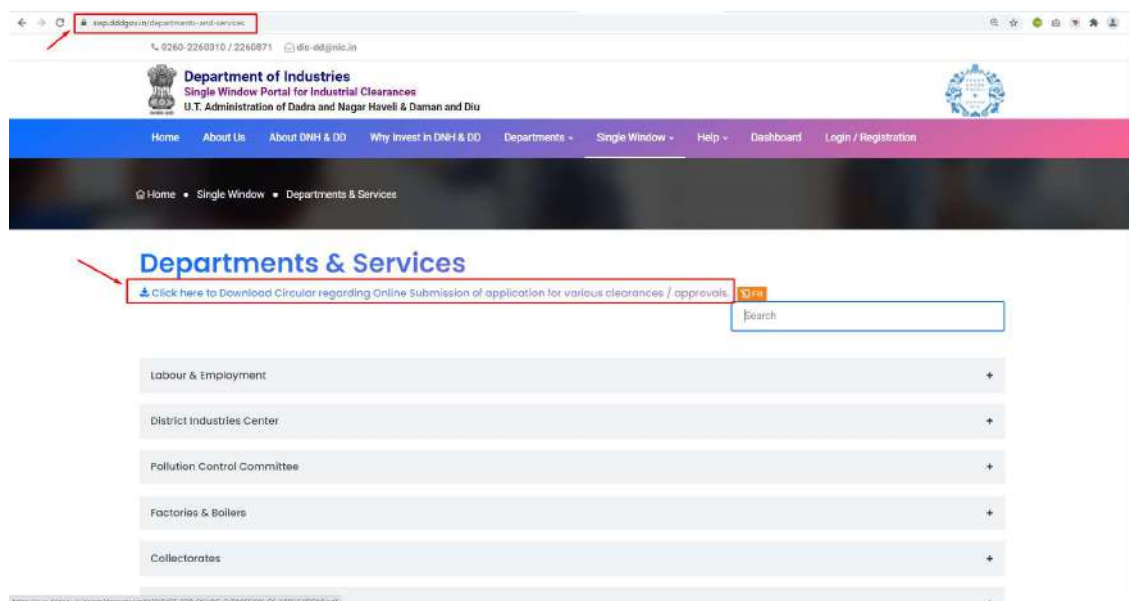 swp.dddgov.in/departments-and-services
0260-2260310 / 2260871 dic-dd@nic.in
Department of Industries
Single Window Portal for Industrial Clearances
U.T. Administration of Dadra and Nagar Haveli & Daman and Diu
Home About Us About DNH & DD Why Invest in DNH & DD Departments Single Window Help Dashboard Login / Registration
Home • Single Window • Departments & Services
Departments & Services
Click here to Download Circular regarding Online Submission of application for various clearances / approvals.
Search
Labour & Employment +
District Industries Center +
Pollution Control Committee +
Factories & Boilers +
Collectorates +